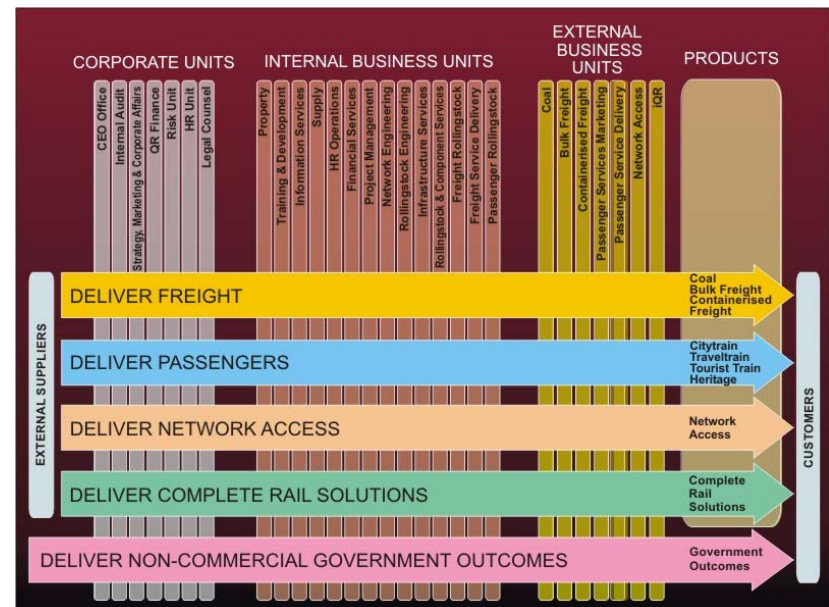 CORPORATE UNITS
INTERNAL BUSINESS UNITS
EXTERNAL
BUSINESS
UNITS
PRODUCTS
CEO Office
Internal Audit
Strategy, Marketing & Corporate Affairs
QR Finance
Risk Unit
HR Unit
Legal Counsel
Property
Training & Development
Information Services
Supply
HR Operations
Financial Services
Project Management
Network Engineering
Rollingstock Engineering
Infrastructure Services
Rollingstock & Component Services
Freight Rollingstock
Freight Service Delivery
Passenger Rollingstock
Coal
Bulk Freight
Containerised Freight
Passenger Services Marketing
Passenger Service Delivery
Network Access
iQR
EXTERNAL SUPPLIERS
DELIVER FREIGHT
Coal
Bulk Freight
Containerised
Freight
DELIVER PASSENGERS
Citytrain
Traveltrain
Tourist Train
Heritage
DELIVER NETWORK ACCESS
Network
Access
DELIVER COMPLETE RAIL SOLUTIONS
Complete
Rail
Solutions
DELIVER NON-COMMERCIAL GOVERNMENT OUTCOMES
Government
Outcomes
CUSTOMERS